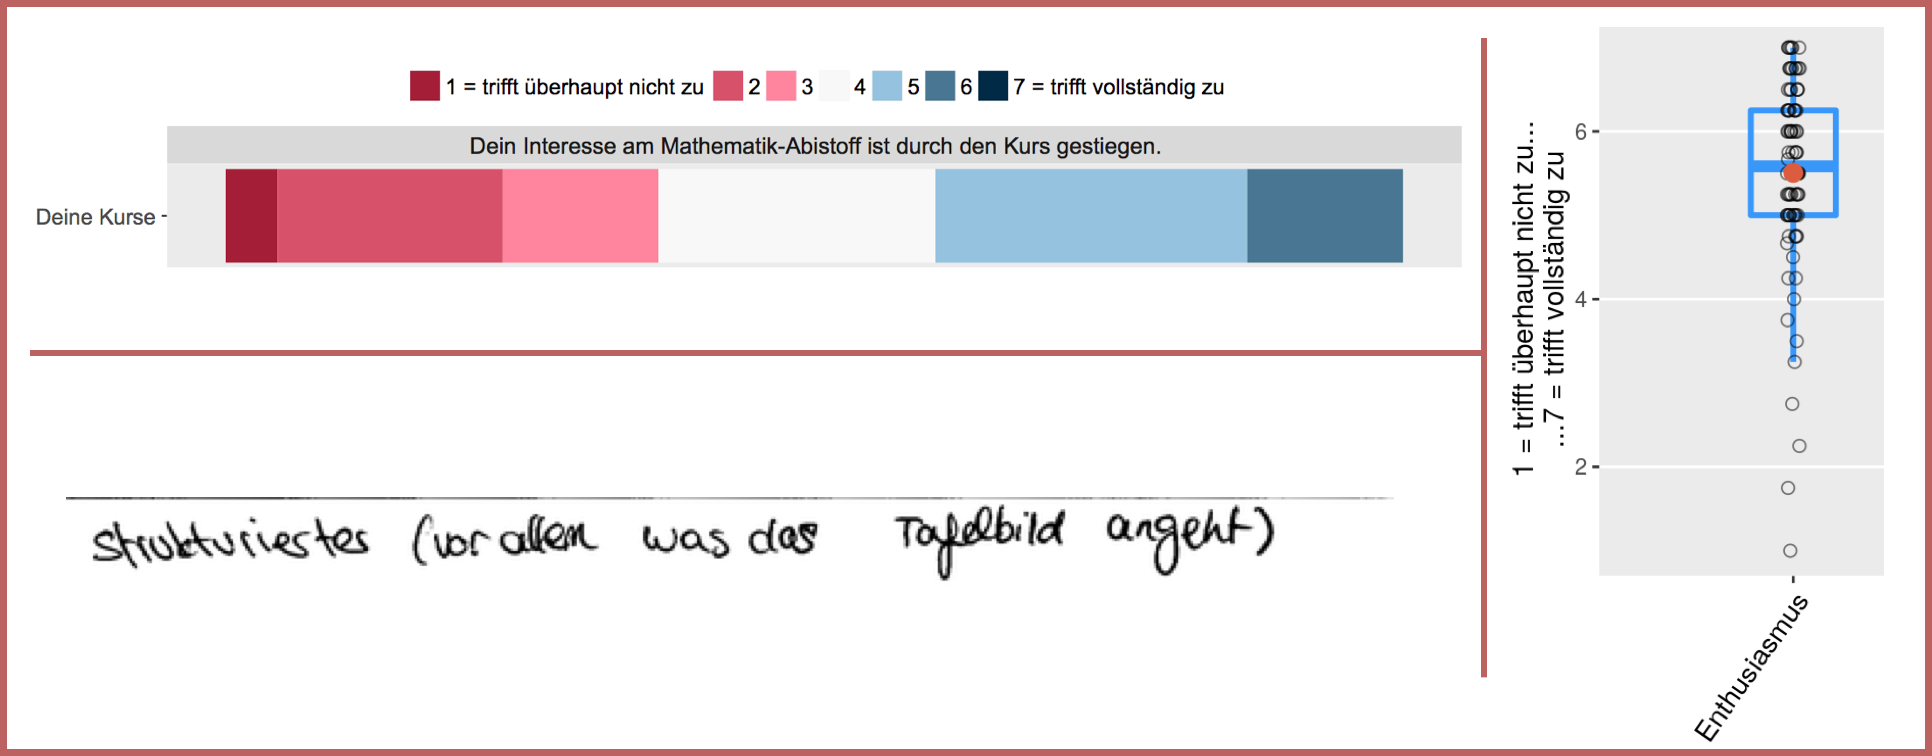 1 = trifft überhaupt nicht zu 2 3 4 5 6 7 = trifft vollständig zu
Dein Interesse am Mathematik-Abistoff ist durch den Kurs gestiegen.
Deine Kurse
strukturiertes (vor allem was das Tafelbild angeht)
1 = trifft überhaupt nicht zu...
...7 = trifft vollständig zu
6
4
2
Enthusiasmus